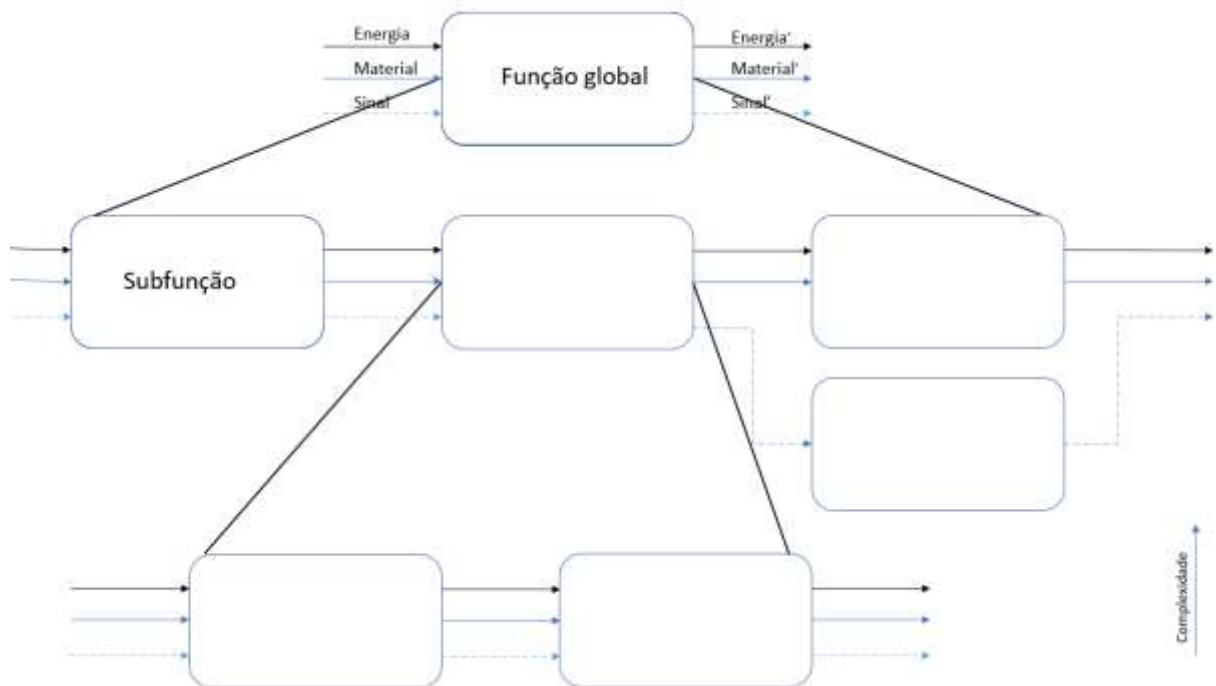 Energia
Energia'
Função global
Material
Material'
Sinal
Sinal'
Subfunção
Complexidade